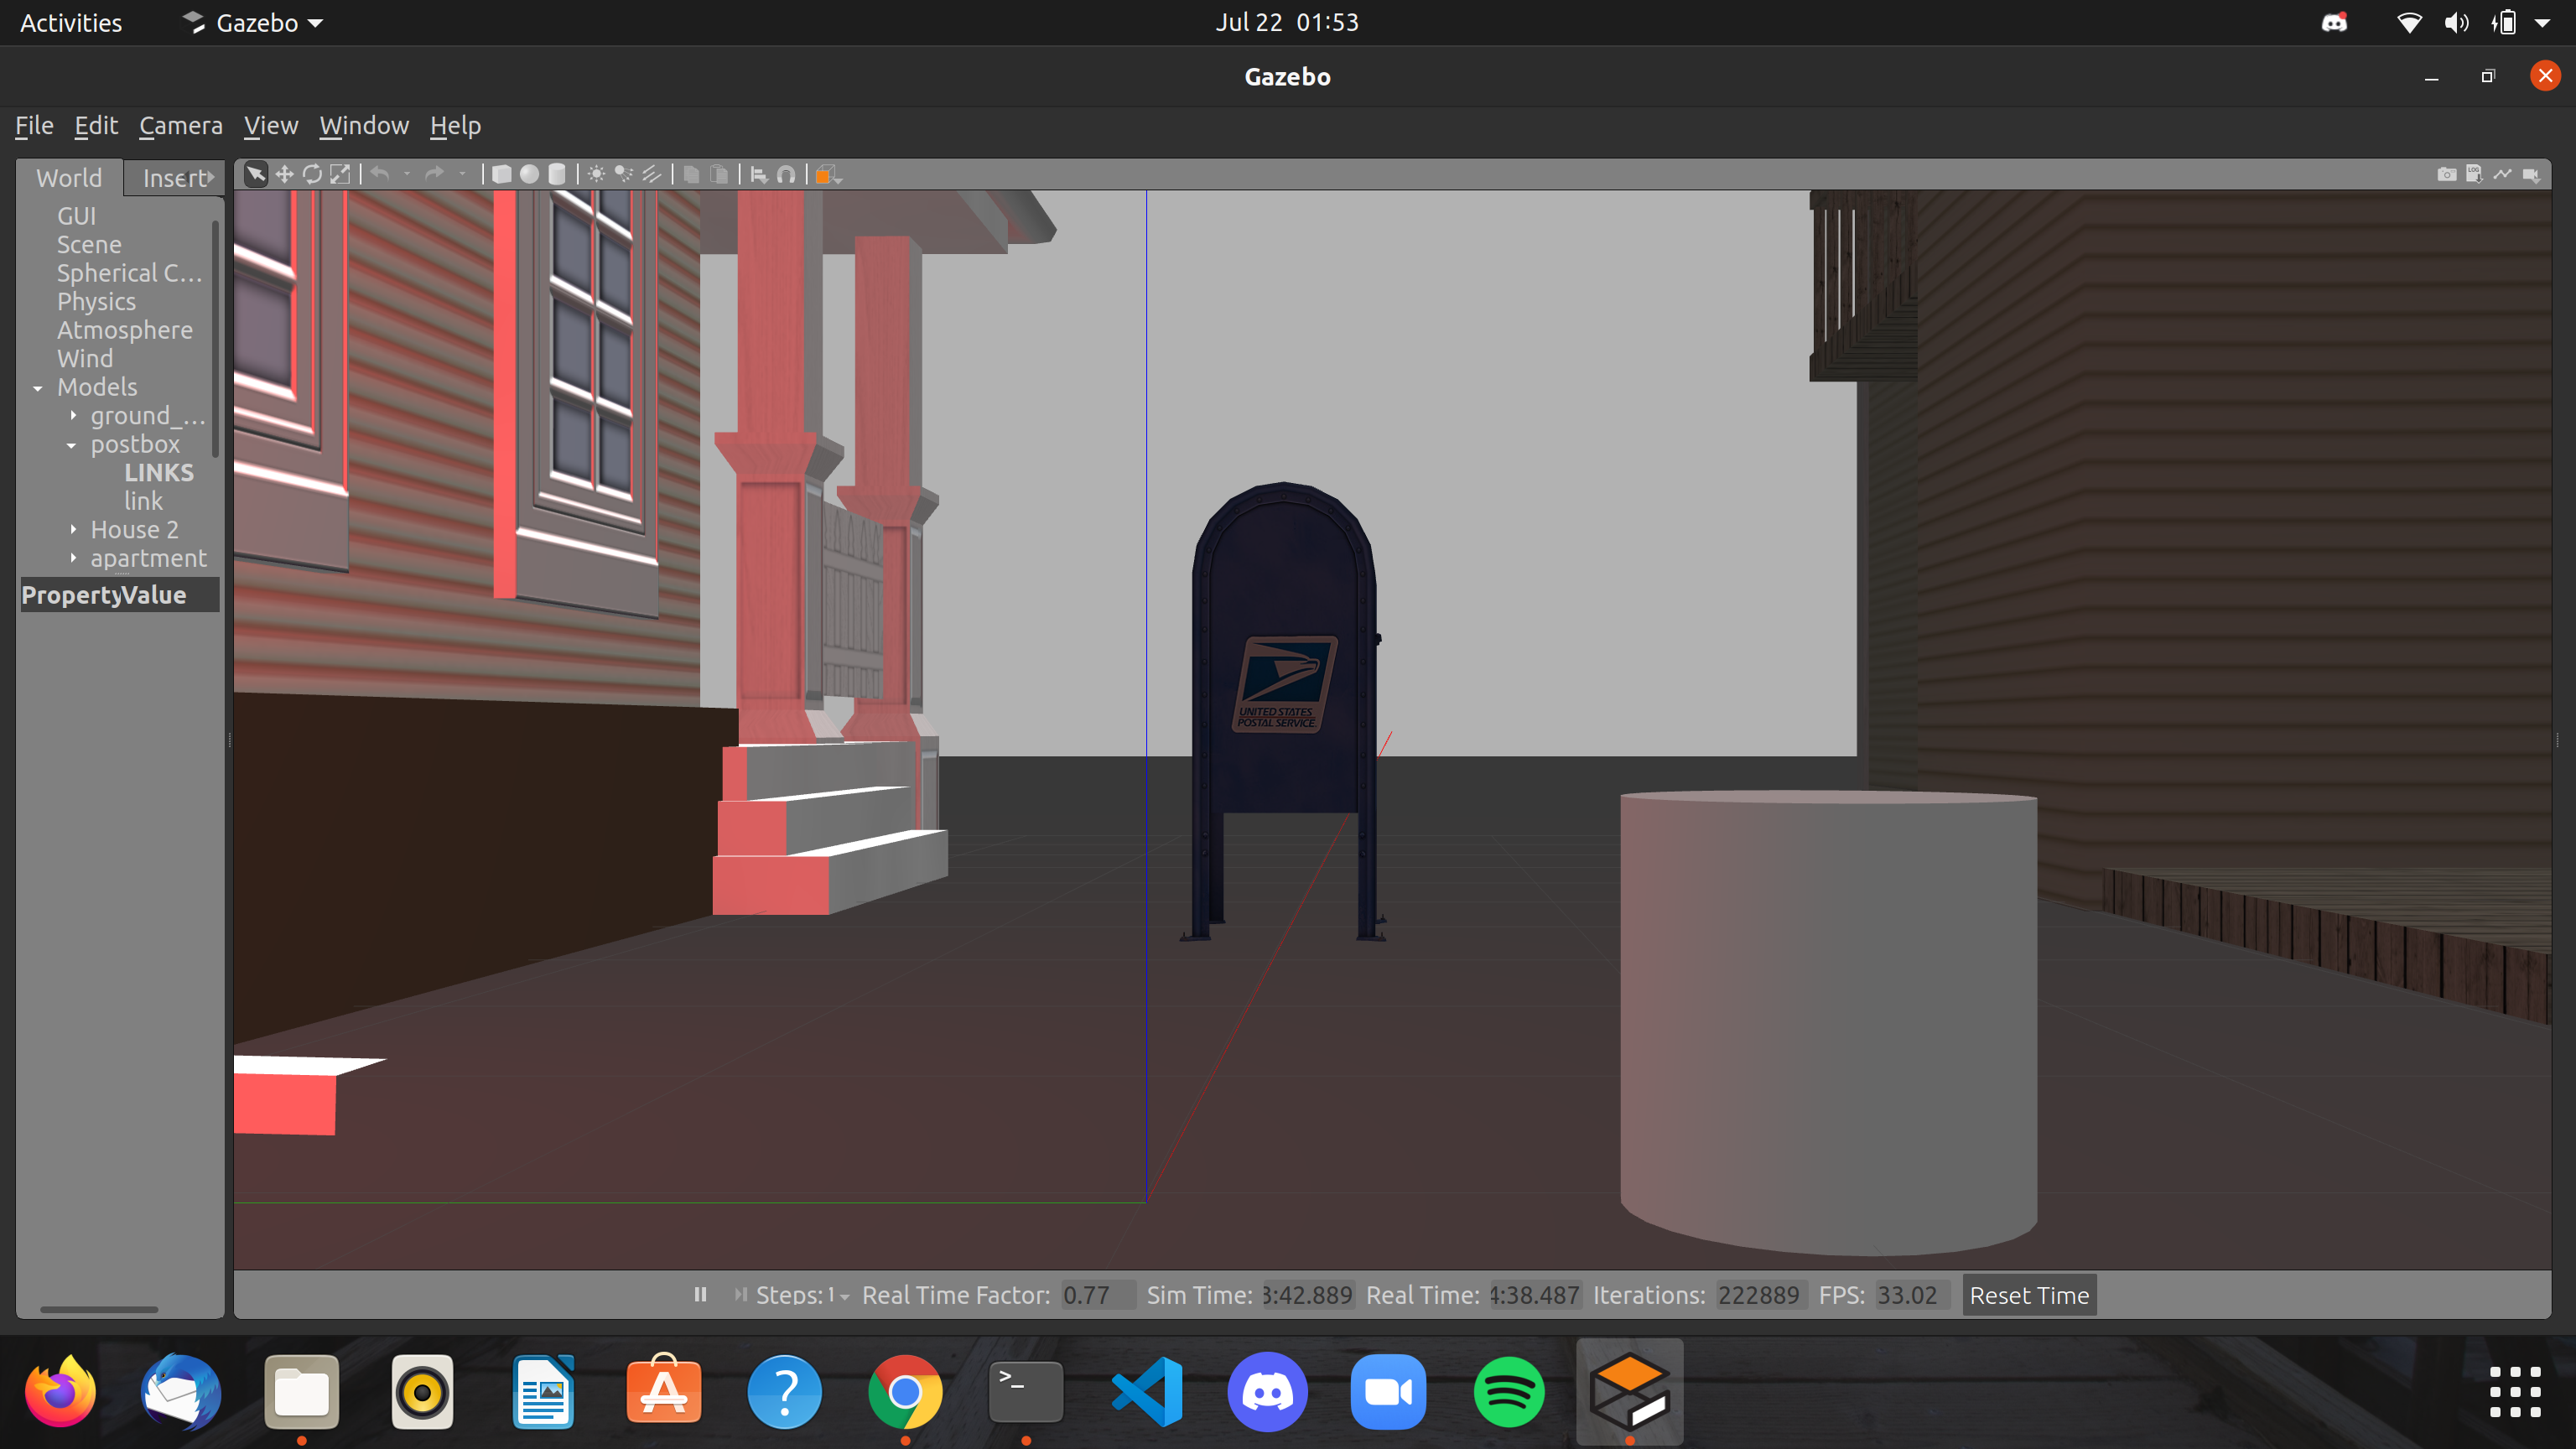 Activities
Gazebo
Jul 22 01:53
Gazebo
File Edit Camera View Window Help
World
Insert
GUI
Scene
Spherical C...
Physics
Atmosphere
Wind
Models
ground_...
postbox
LINKS
link
House 2
apartment
Property Value
UNITED STATES
POSTAL SERVICE
Steps: 1 Real Time Factor: 0.77 Sim Time: 3:42.889 Real Time: 4:38.487 Iterations: 222889 FPS: 33.02 Reset Time